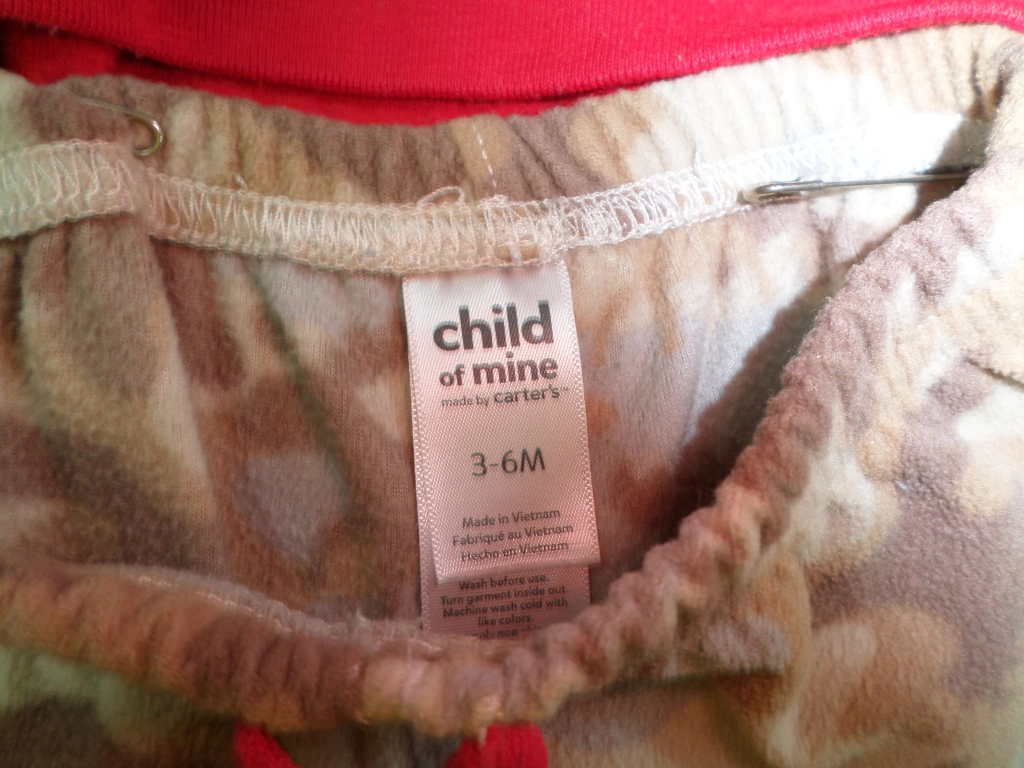 child
of mine
made by carter's™
3-6M
Made in Vietnam
Fabriqué au Vietnam
Hecho en Vietnam
Wash before use.
Turn garment inside out.
Machine wash cold with
like colors.